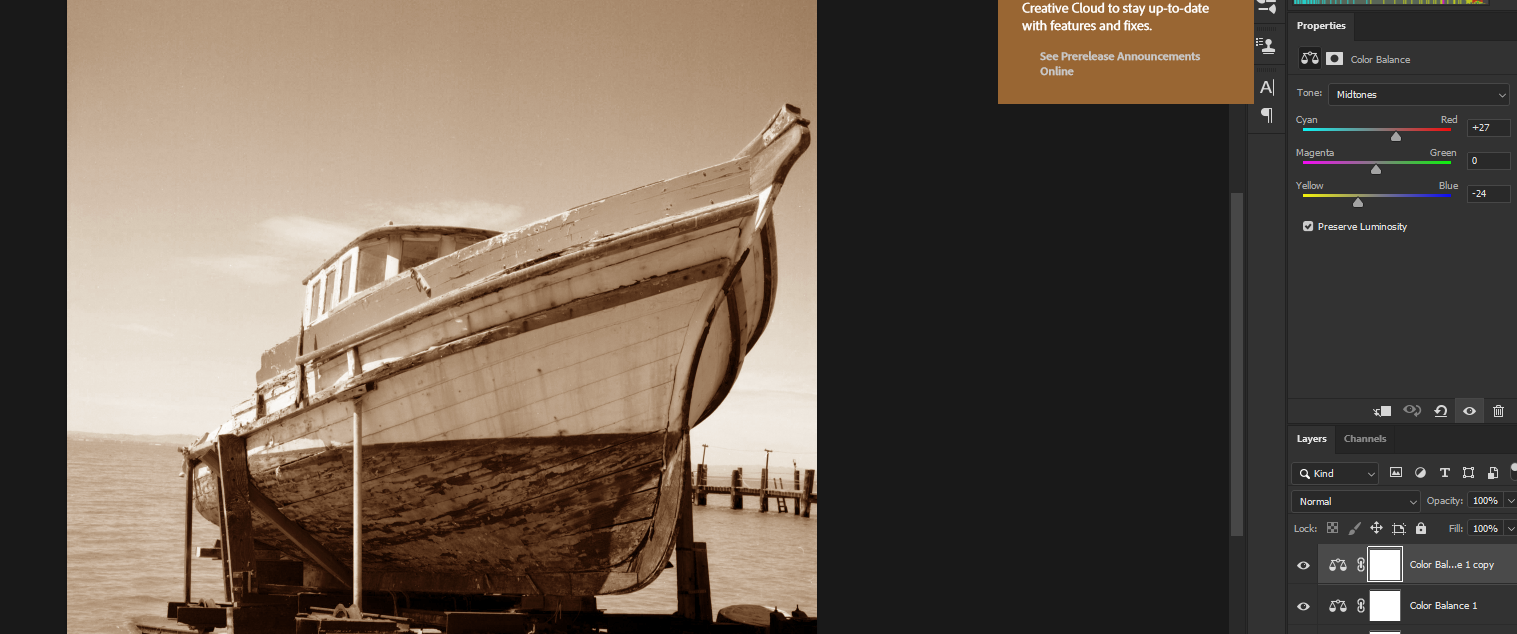 Creative Cloud to stay up-to-date
with features and fixes.
See Prerelease Announcements
Online
A
Properties
Color Balance
Tone: Midtones
Cyan Red +27
Magenta Green 0
Yellow Blue -24
Preserve Luminosity
Layers Channels
Kind
Normal Opacity: 100%
Lock: Fill: 100%
Color Bal...e 1 copy
Color Balance 1